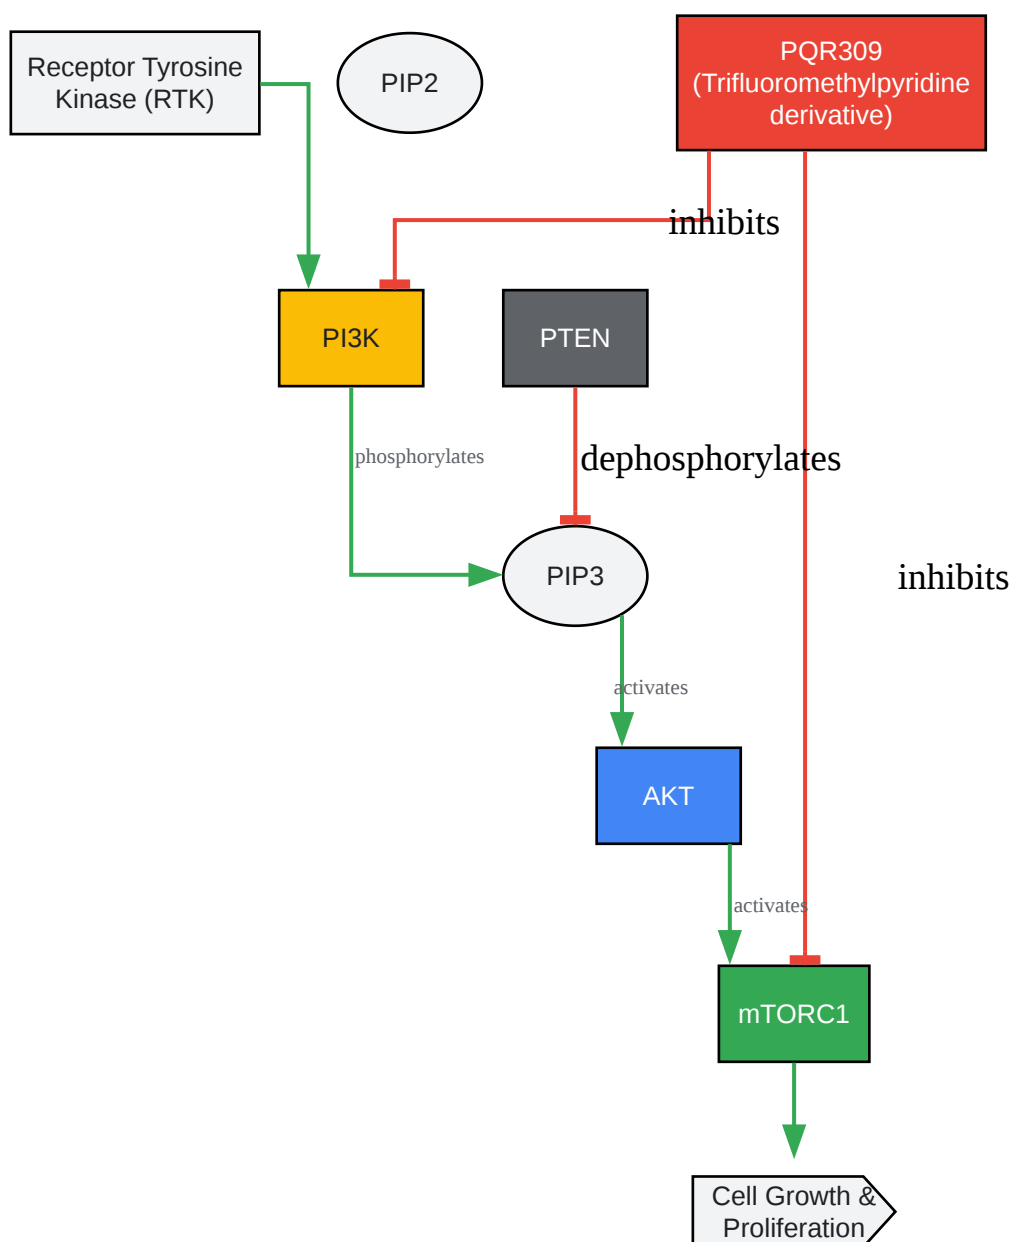 Receptor Tyrosine
Kinase (RTK)
PIP2
PQR309
(Trifluoromethylpyridine
derivative)
inhibits
PI3K
PTEN
phosphorylates
dephosphorylates
PIP3
inhibits
activates
AKT
activates
mTORC1
Cell Growth &
Proliferation